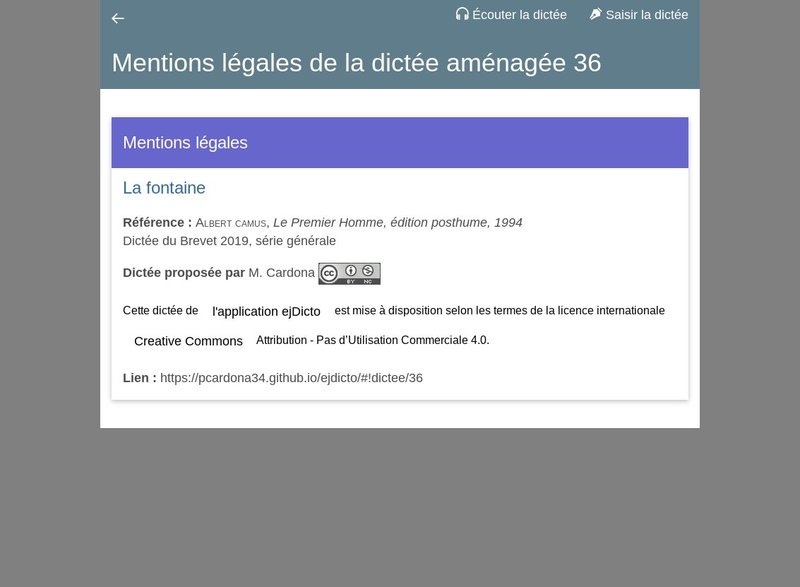 Écouter la dictée Saisir la dictée
Mentions légales de la dictée aménagée 36
Mentions légales
La fontaine
Référence : Albert camus, Le Premier Homme, édition posthume, 1994
Dictée du Brevet 2019, série générale
Dictée proposée par M. Cardona cc BY NC
Cette dictée de l'application ejDicto est mise à disposition selon les termes de la licence internationale
Creative Commons Attribution - Pas d’Utilisation Commerciale 4.0.
Lien : https://pcardona34.github.io/ejdicto/#!dictee/36